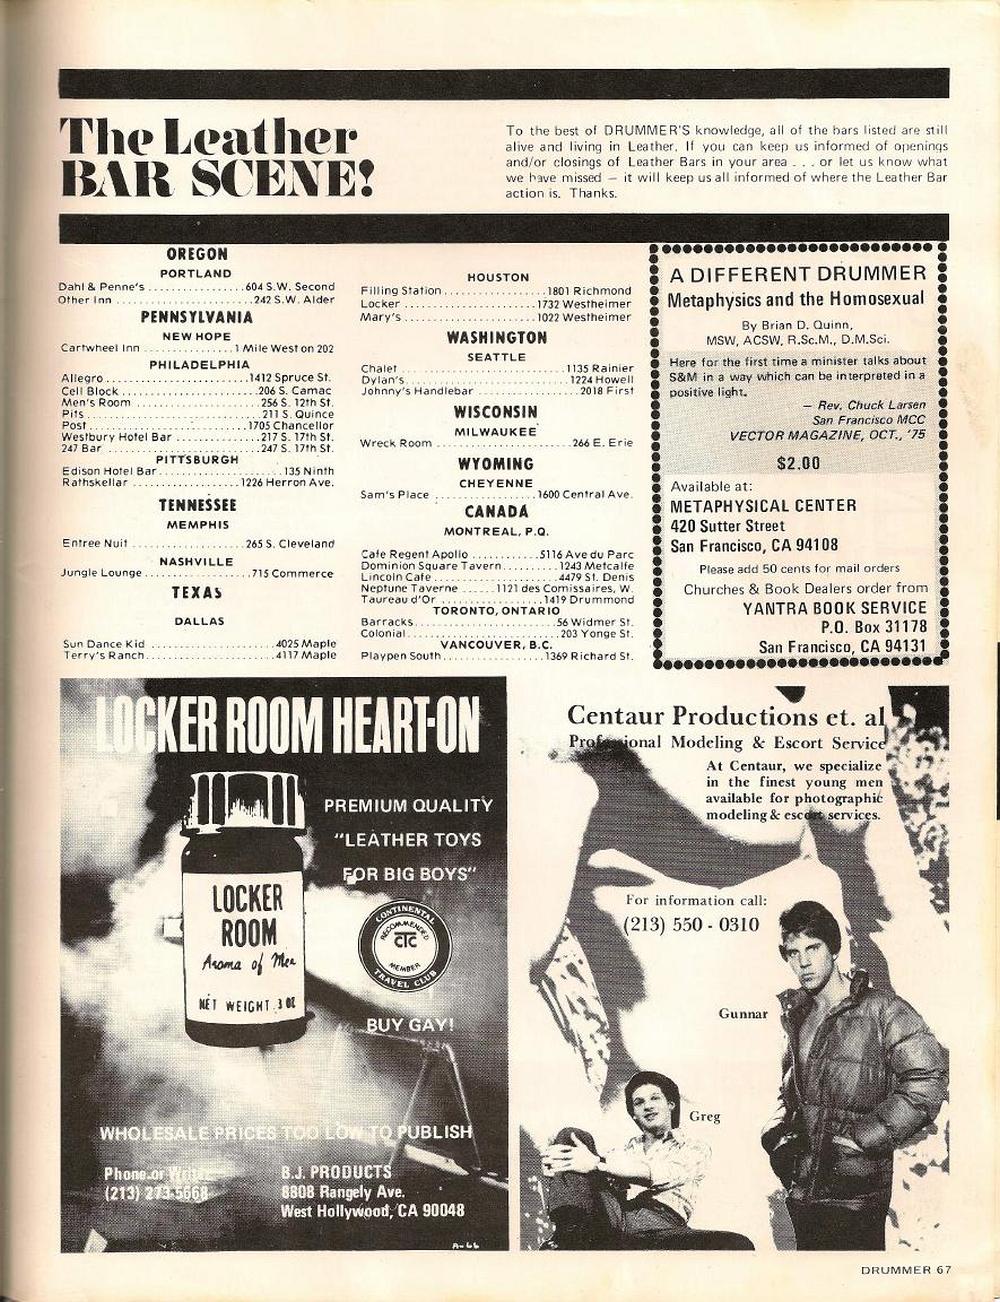 The Leather
BAR SCENE!
To the best of DRUMMER'S knowledge, all of the bars listed are still
alive and living in Leather. If you can keep us informed of openings
and/or closings of Leather Bars in your area . . . or let us know what
we have missed — it will keep us all informed of where the Leather Bar
action is. Thanks.
OREGON
PORTLAND
Dahl & Penne's ..............604 S.W. Second
Other Inn ....................242 S.W. Alder
PENNSYLVANIA
NEW HOPE
Cartwheel Inn .............1 Mile West on 202
PHILADELPHIA
Allegro .....................1412 Spruce St.
Cell Block ....................206 S. Camac
Men's Room ..................256 S. 12th St.
Pits ..........................211 S. Quince
Post ........................1705 Chancellor
Westbury Hotel Bar ............217 S. 17th St.
247 Bar ......................247 S. 17th St.
PITTSBURGH
Edison Hotel Bar ..................135 Ninth
Rathskellar .................1226 Herron Ave.
TENNESSEE
MEMPHIS
Entree Nuit ................265 S. Cleveland
NASHVILLE
Jungle Lounge ................715 Commerce
TEXAS
DALLAS
Sun Dance Kid ...................4025 Maple
Terry's Ranch ...................4117 Maple
HOUSTON
Filling Station ...............1801 Richmond
Locker ....................1732 Westheimer
Mary's ....................1022 Westheimer
WASHINGTON
SEATTLE
Chalet .......................1135 Rainier
Dylan's .......................1224 Howell
Johnny's Handlebar ...............2018 First
WISCONSIN
MILWAUKEE
Wreck Room ....................266 E. Erie
WYOMING
CHEYENNE
Sam's Place ...............1600 Central Ave.
CANADA
MONTREAL, P.Q.
Cafe Regent Apollo ..........5116 Ave du Parc
Dominion Square Tavern ........1243 Metcalfe
Lincoln Cafe .................4479 St. Denis
Neptune Taverne ......1121 des Comissaires, W.
Taureau d'Or ................1419 Drummond
TORONTO, ONTARIO
Barracks .....................56 Widmer St.
Colonial .....................203 Yonge St.
VANCOUVER, B.C.
Playpen South ...............1369 Richard St.
A DIFFERENT DRUMMER
Metaphysics and the Homosexual
By Brian D. Quinn,
MSW, ACSW, R.Sc.M., D.M.Sci.
Here for the first time a minister talks about
S&M in a way which can be interpreted in a
positive light.
— Rev. Chuck Larsen
San Francisco MCC
VECTOR MAGAZINE, OCT., '75
$2.00
Available at:
METAPHYSICAL CENTER
420 Sutter Street
San Francisco, CA 94108
Please add 50 cents for mail orders
Churches & Book Dealers order from
YANTRA BOOK SERVICE
P.O. Box 31178
San Francisco, CA 94131
LOCKER ROOM HEART-ON
PREMIUM QUALITY
"LEATHER TOYS
FOR BIG BOYS"
LOCKER
ROOM
Aroma of Men
NET WEIGHT .3 OZ
CONTINENTAL
RECOMMENDED
CTC
MEMBER
TRAVEL CLUB
BUY GAY!
WHOLESALE PRICES TOO LOW TO PUBLISH
Phone or Write:
(213) 273-5668
B.J. PRODUCTS
8808 Rangely Ave.
West Hollywood, CA 90048
A-66
Centaur Productions et. al
Professional Modeling & Escort Service
At Centaur, we specialize
in the finest young men
available for photographic
modeling & escort services.
For information call:
(213) 550 - 0310
Gunnar
Greg
DRUMMER 67